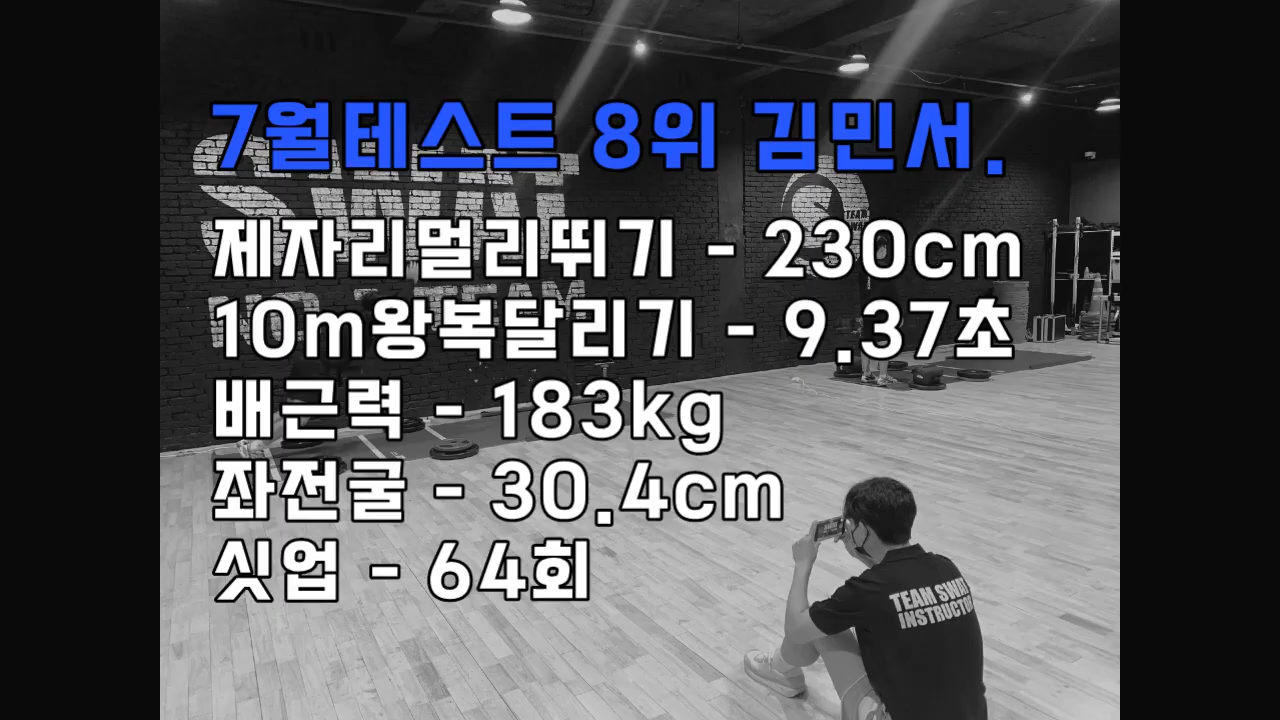 7월테스트 8위 김민서.
제자리멀리뛰기 - 230cm
10m왕복달리기 - 9.37초
배근력 - 183kg
좌전굴 - 30.4cm
싯업 - 64회
SWAT
TEAM SWAT
INSTRUCTOR